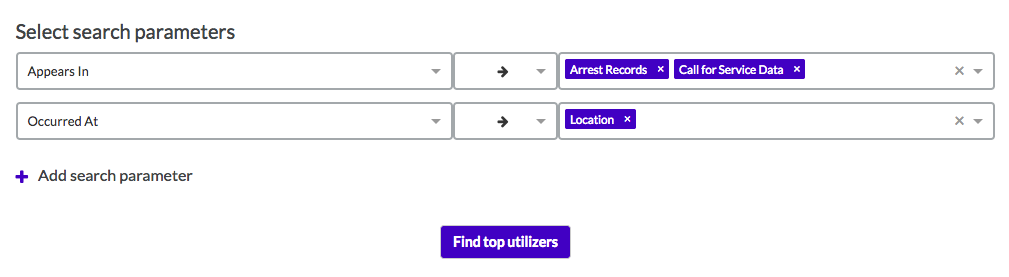 Select search parameters
Appears In → Arrest Records × Call for Service Data × ×
Occurred At → Location × ×
+ Add search parameter
Find top utilizers